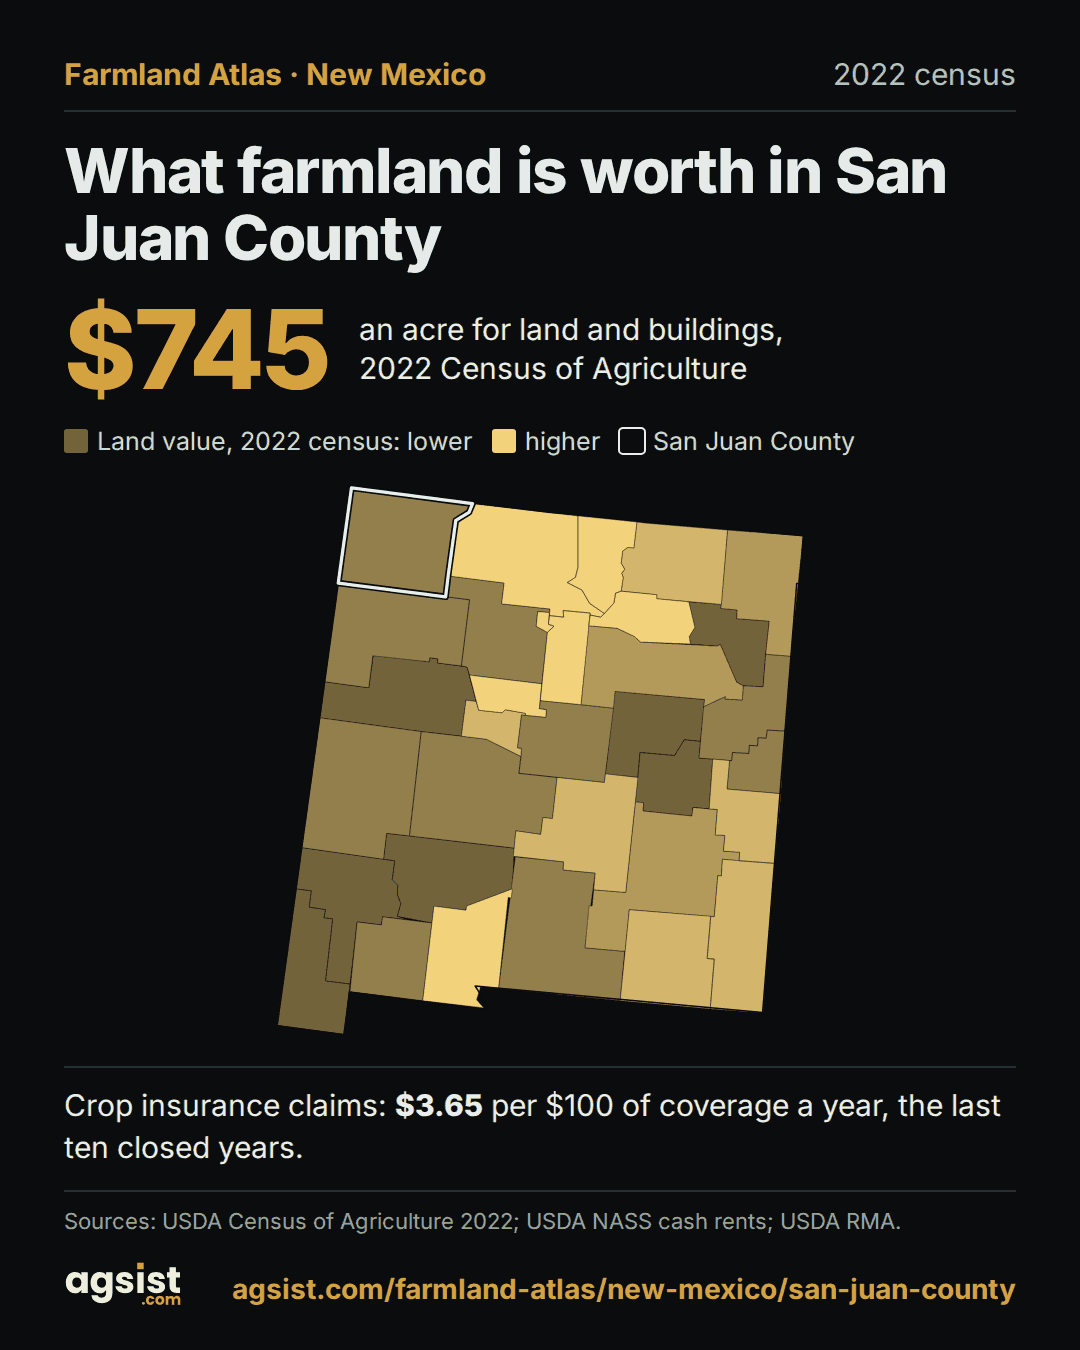 Farmland Atlas · New Mexico
2022 census
What farmland is worth in San
Juan County
$745
an acre for land and buildings,
2022 Census of Agriculture
Land value, 2022 census: lower
higher
San Juan County
Crop insurance claims: $3.65 per $100 of coverage a year, the last
ten closed years.
Sources: USDA Census of Agriculture 2022; USDA NASS cash rents; USDA RMA.
agsist
.com
agsist.com/farmland-atlas/new-mexico/san-juan-county